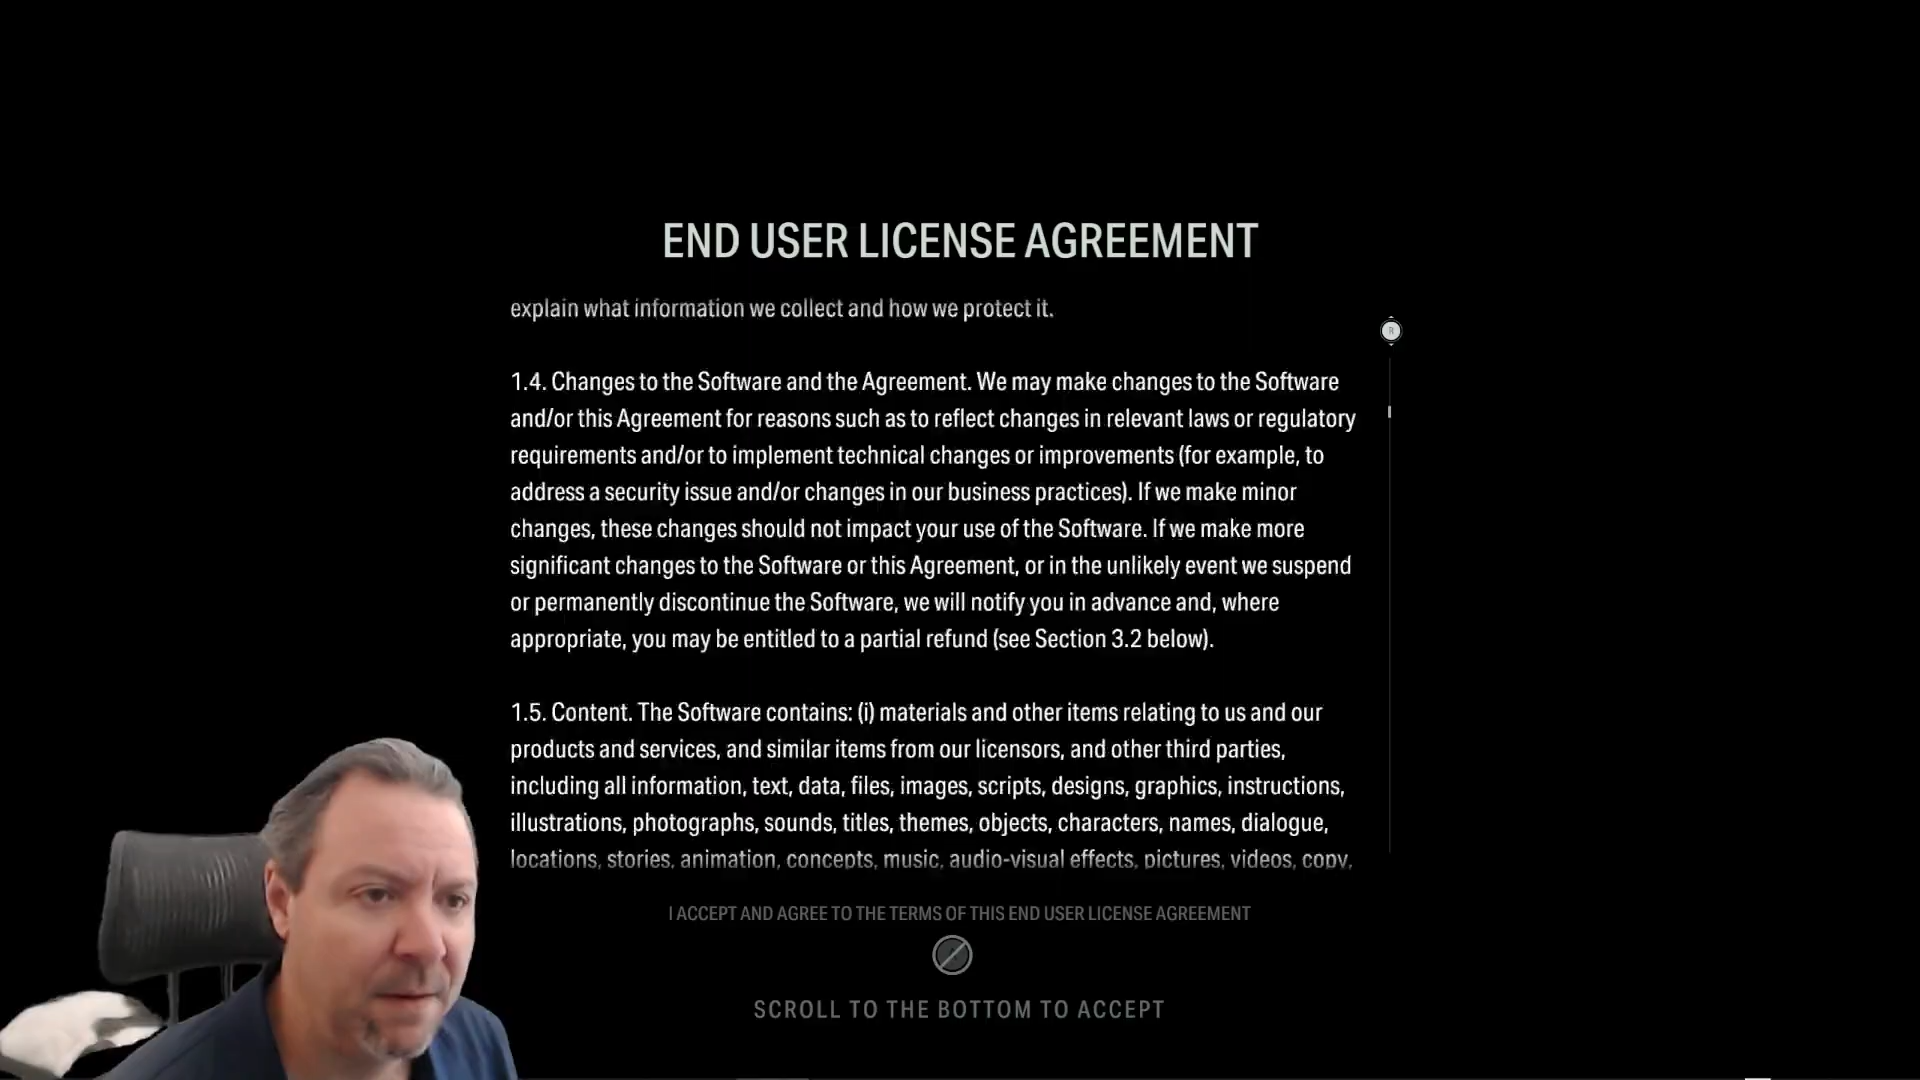 END USER LICENSE AGREEMENT
explain what information we collect and how we protect it.
R
1.4. Changes to the Software and the Agreement. We may make changes to the Software
and/or this Agreement for reasons such as to reflect changes in relevant laws or regulatory
requirements and/or to implement technical changes or improvements (for example, to
address a security issue and/or changes in our business practices). If we make minor
changes, these changes should not impact your use of the Software. If we make more
significant changes to the Software or this Agreement, or in the unlikely event we suspend
or permanently discontinue the Software, we will notify you in advance and, where
appropriate, you may be entitled to a partial refund (see Section 3.2 below).
1.5. Content. The Software contains: (i) materials and other items relating to us and our
products and services, and similar items from our licensors, and other third parties,
including all information, text, data, files, images, scripts, designs, graphics, instructions,
illustrations, photographs, sounds, titles, themes, objects, characters, names, dialogue,
locations, stories, animation, concepts, music, audio-visual effects, pictures, videos, copy,
I ACCEPT AND AGREE TO THE TERMS OF THIS END USER LICENSE AGREEMENT
SCROLL TO THE BOTTOM TO ACCEPT